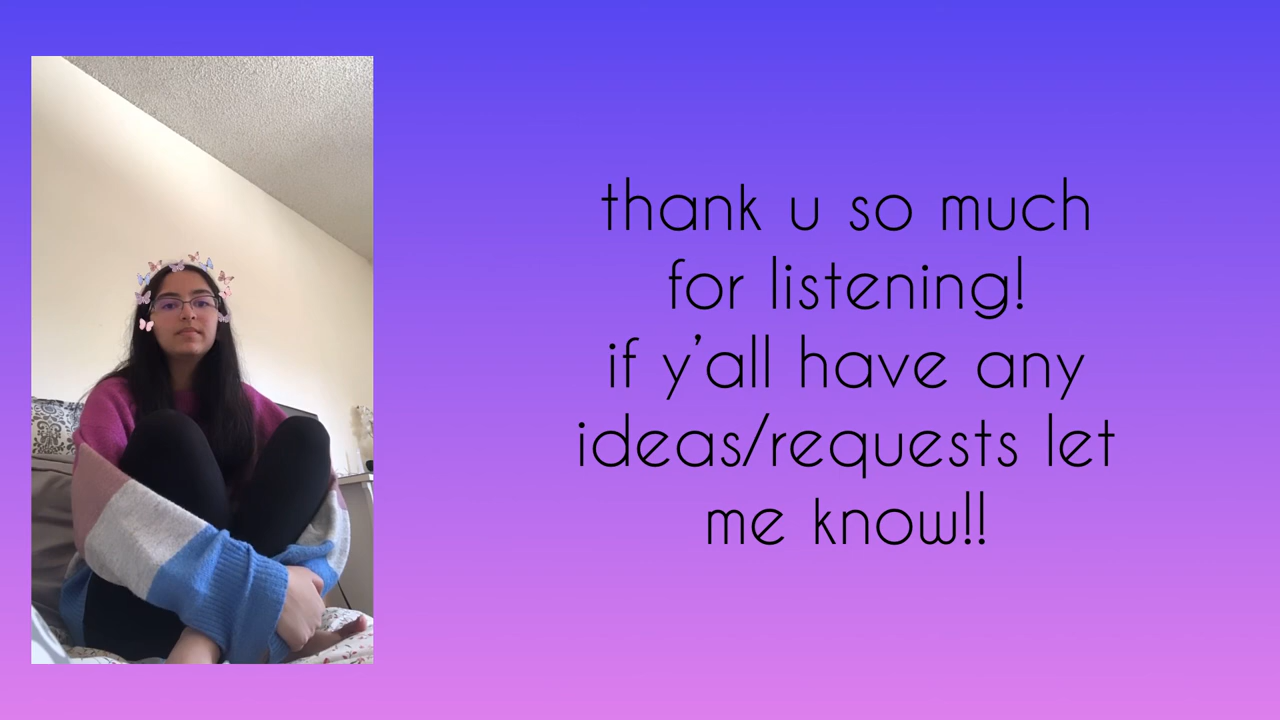 thank u so much
for listening!
if y’all have any
ideas/requests let
me know!!